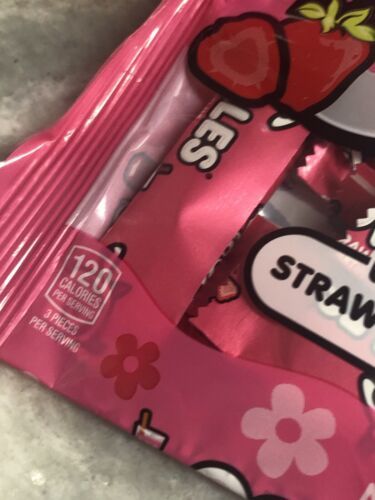 LES®
STRAW
120
CALORIES
PER SERVING
3 PIECES
PER SERVING